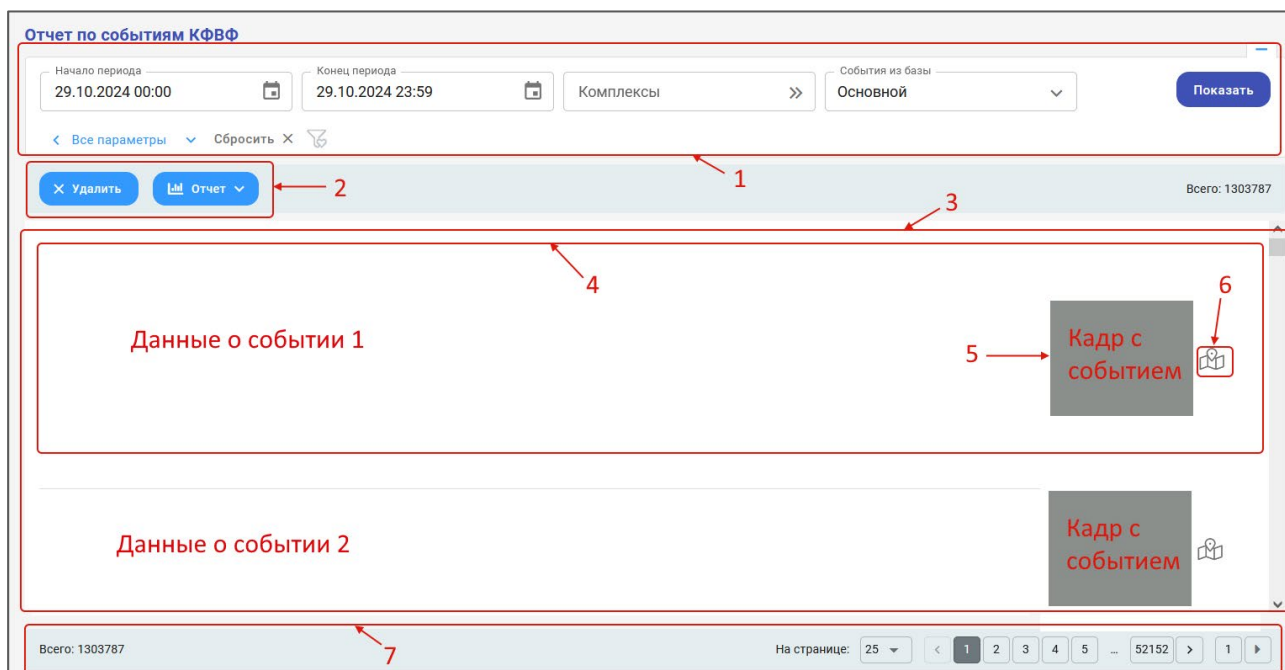 Отчет по событиям КФВФ
Начало периода
29.10.2024 00:00
Конец периода
29.10.2024 23:59
Комплексы
События из базы
Основной
Показать
Все параметры
Сбросить
1
Удалить
Отчет
2
Всего: 1303787
3
4
6
Данные о событии 1
5
Кадр с
событием
Данные о событии 2
Кадр с
событием
Всего: 1303787
7
На странице: 25
1 2 3 4 5 ... 52152 1